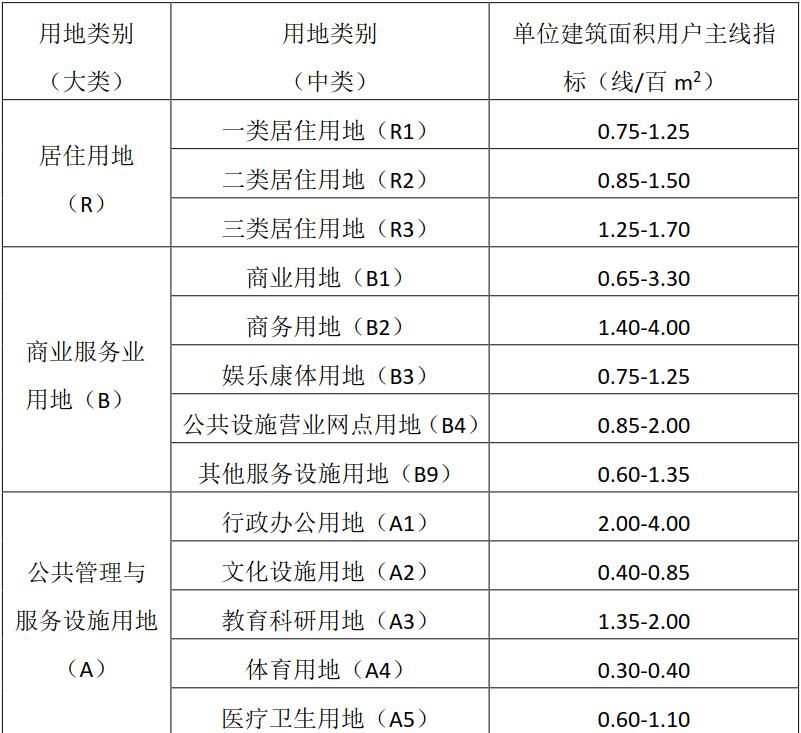 用地类别
（大类）
用地类别
（中类）
单位建筑面积用户主线指
标（线/百 m²）
居住用地
（R）
一类居住用地（R1） 0.75-1.25
二类居住用地（R2） 0.85-1.50
三类居住用地（R3） 1.25-1.70
商业服务业
用地（B）
商业用地（B1） 0.65-3.30
商务用地（B2） 1.40-4.00
娱乐康体用地（B3） 0.75-1.25
公共设施营业网点用地（B4） 0.85-2.00
其他服务设施用地（B9） 0.60-1.35
公共管理与
服务设施用地
（A）
行政办公用地（A1） 2.00-4.00
文化设施用地（A2） 0.40-0.85
教育科研用地（A3） 1.35-2.00
体育用地（A4） 0.30-0.40
医疗卫生用地（A5） 0.60-1.10